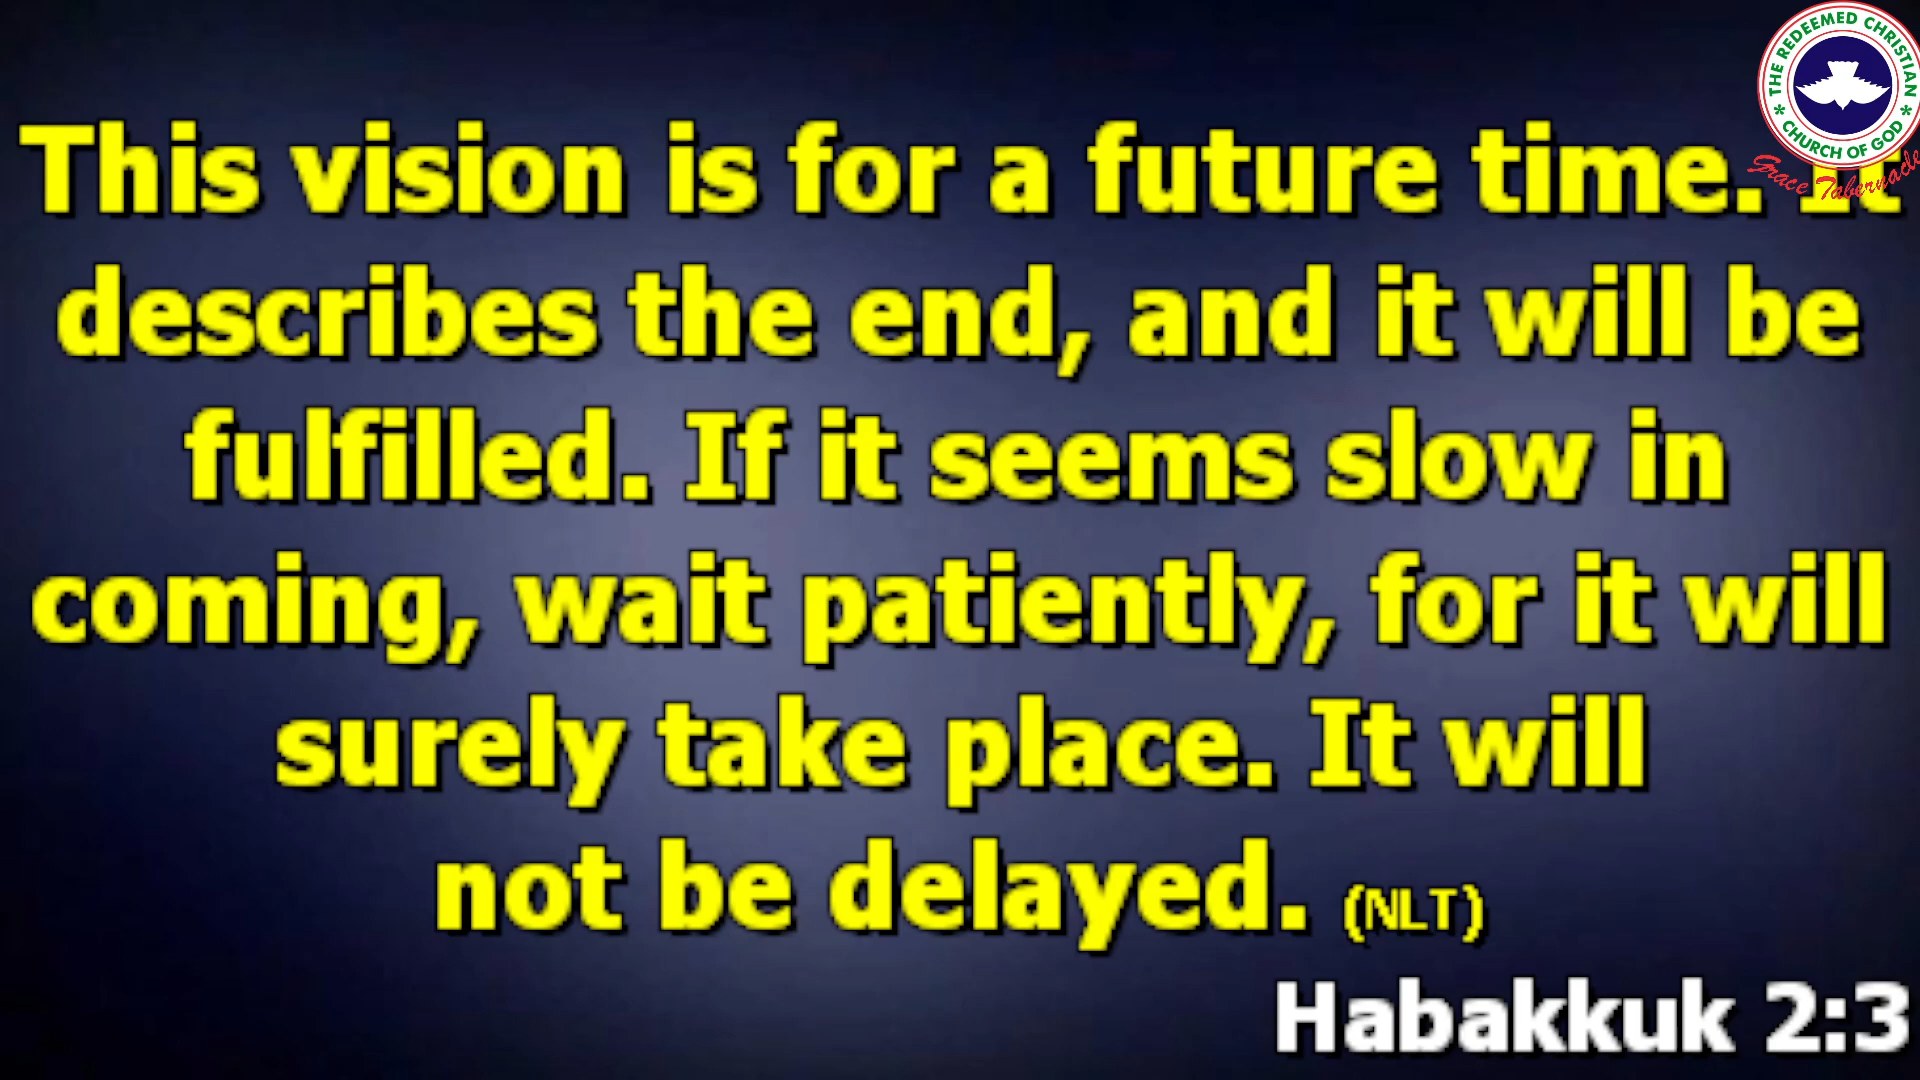 THE REDEEMED CHRISTIAN
* CHURCH OF GOD *
Grace Tabernacle
This vision is for a future time. It
describes the end, and it will be
fulfilled. If it seems slow in
coming, wait patiently, for it will
surely take place. It will
not be delayed. (NLT)
Habakkuk 2:3